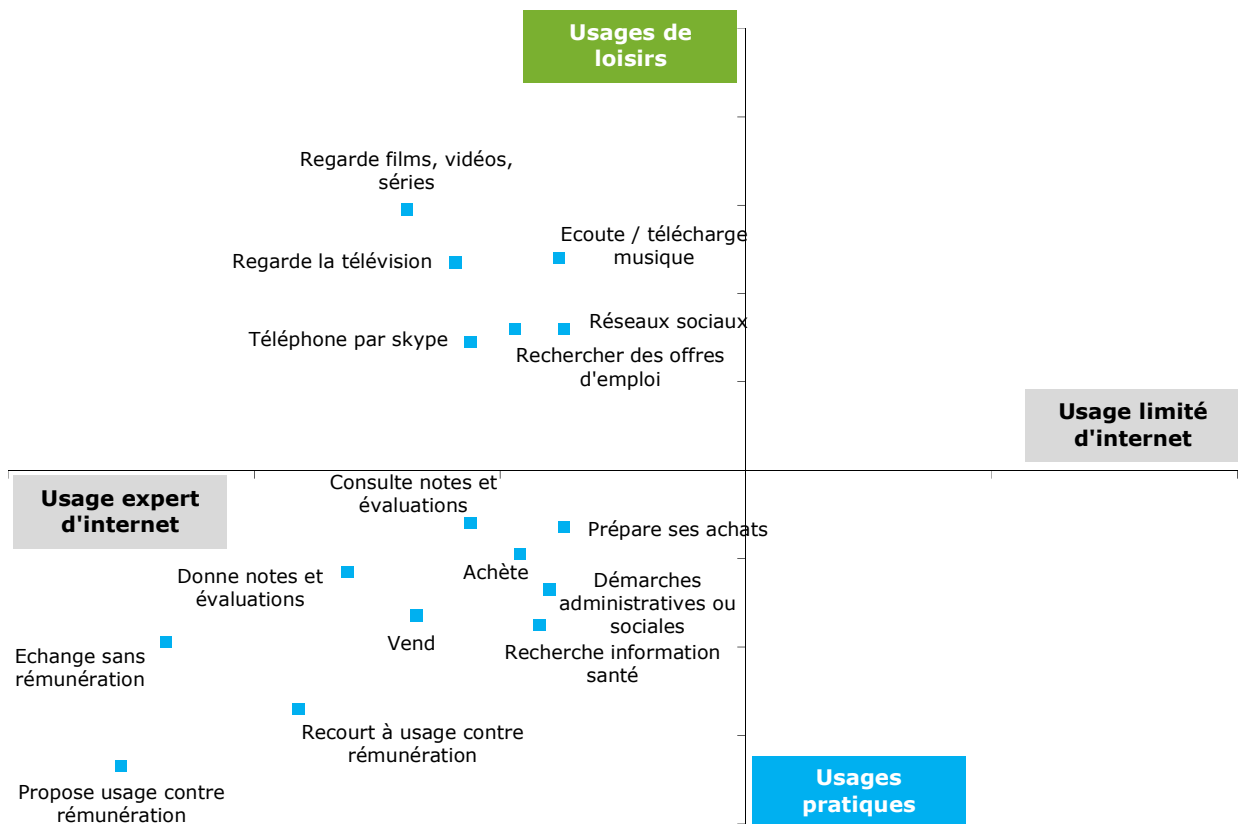 Usages de
loisirs
Regarde films, vidéos,
séries
Ecoute / télécharge
musique
Regarde la télévision
Réseaux sociaux
Téléphone par skype
Rechercher des offres
d'emploi
Usage limité
d'internet
Usage expert
d'internet
Consulte notes et
évaluations
Prépare ses achats
Achète
Donne notes et
évaluations
Démarches
administratives ou
sociales
Vend
Recherche information
santé
Echange sans
rémunération
Recourt à usage contre
rémunération
Propose usage contre
rémunération
Usages
pratiques